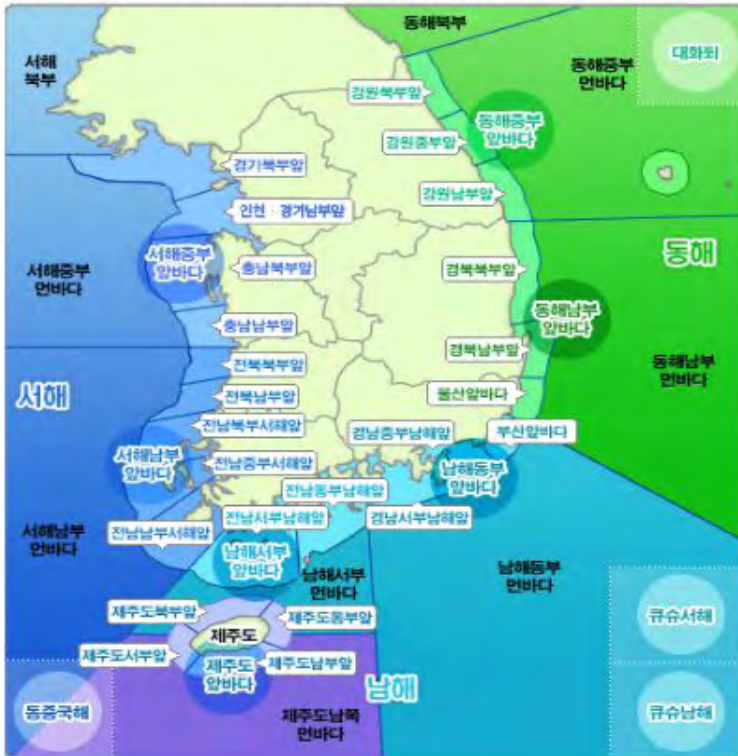 동해북부
서해
북부
동해중부
먼바다
대화퇴
강원북부앞
동해중부
앞바다
강원중부앞
경기북부앞
강원남부앞
인천·경기남부앞
서해중부
앞바다
서해중부
먼바다
충남북부앞
경북북부앞
동해
동해남부
앞바다
충남남부앞
경북남부앞
전북북부앞
동해남부
먼바다
서해
전북남부앞
울산앞바다
전남북부서해앞
경남중부남해앞
부산앞바다
서해남부
앞바다
전남중부서해앞
남해동부
앞바다
전남동부남해앞
서해남부
먼바다
전남남부서해앞
전남서부남해앞
경남서부남해앞
남해서부
앞바다
남해서부
먼바다
남해동부
먼바다
제주도북부앞
제주도동부앞
큐슈서해
제주도
제주도서부앞
제주도남부앞
제주도
앞바다
남해
동중국해
제주도남쪽
먼바다
큐슈남해